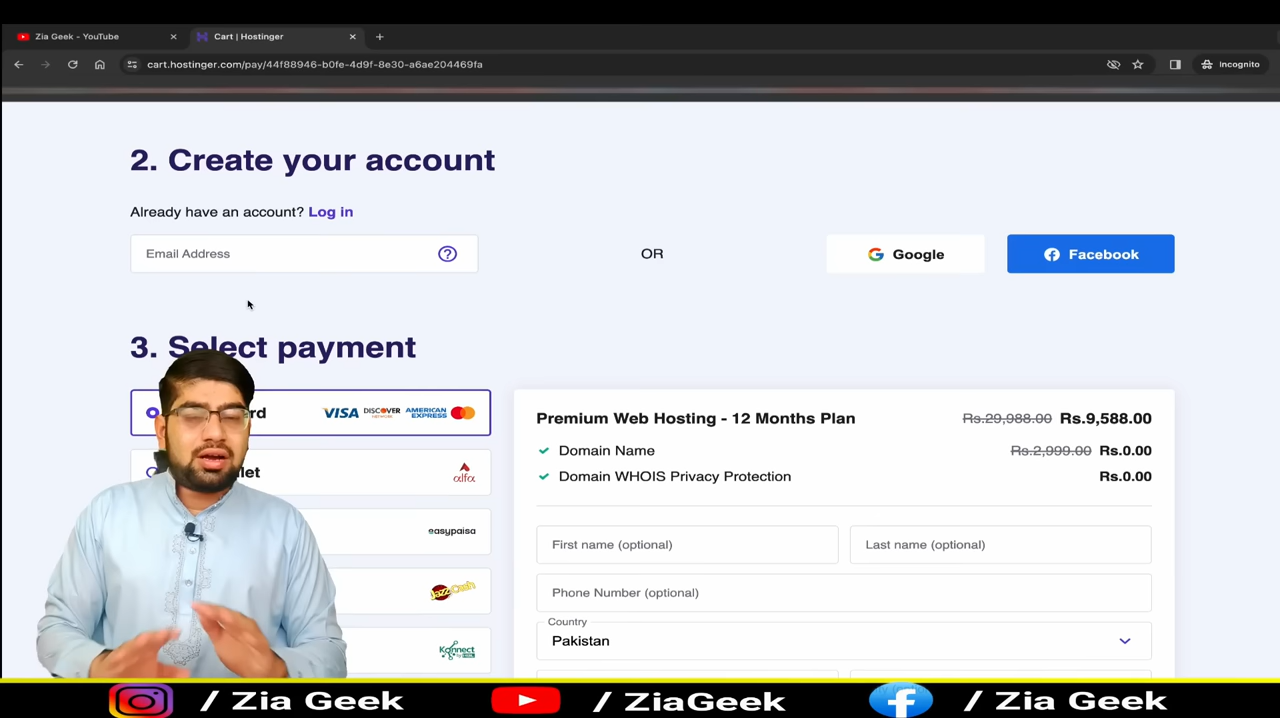 Zia Geek - YouTube
Cart | Hostinger
cart.hostinger.com/pay/44f88946-b0fe-4d9f-8e30-a6ae204469fa
Incognito
2. Create your account
Already have an account? Log in
Email Address
OR
Google
Facebook
3. Select payment
rd
VISA
DISCOVER
NETWORK
AMERICAN
EXPRESS
let
alfa
easypaisa
JazzCash
Konnect
Premium Web Hosting - 12 Months Plan
Rs.29,988.00 Rs.9,588.00
Domain Name
Rs.2,999.00 Rs.0.00
Domain WHOIS Privacy Protection
Rs.0.00
First name (optional)
Last name (optional)
Phone Number (optional)
Country
Pakistan
/ Zia Geek
/ ZiaGeek
/ Zia Geek